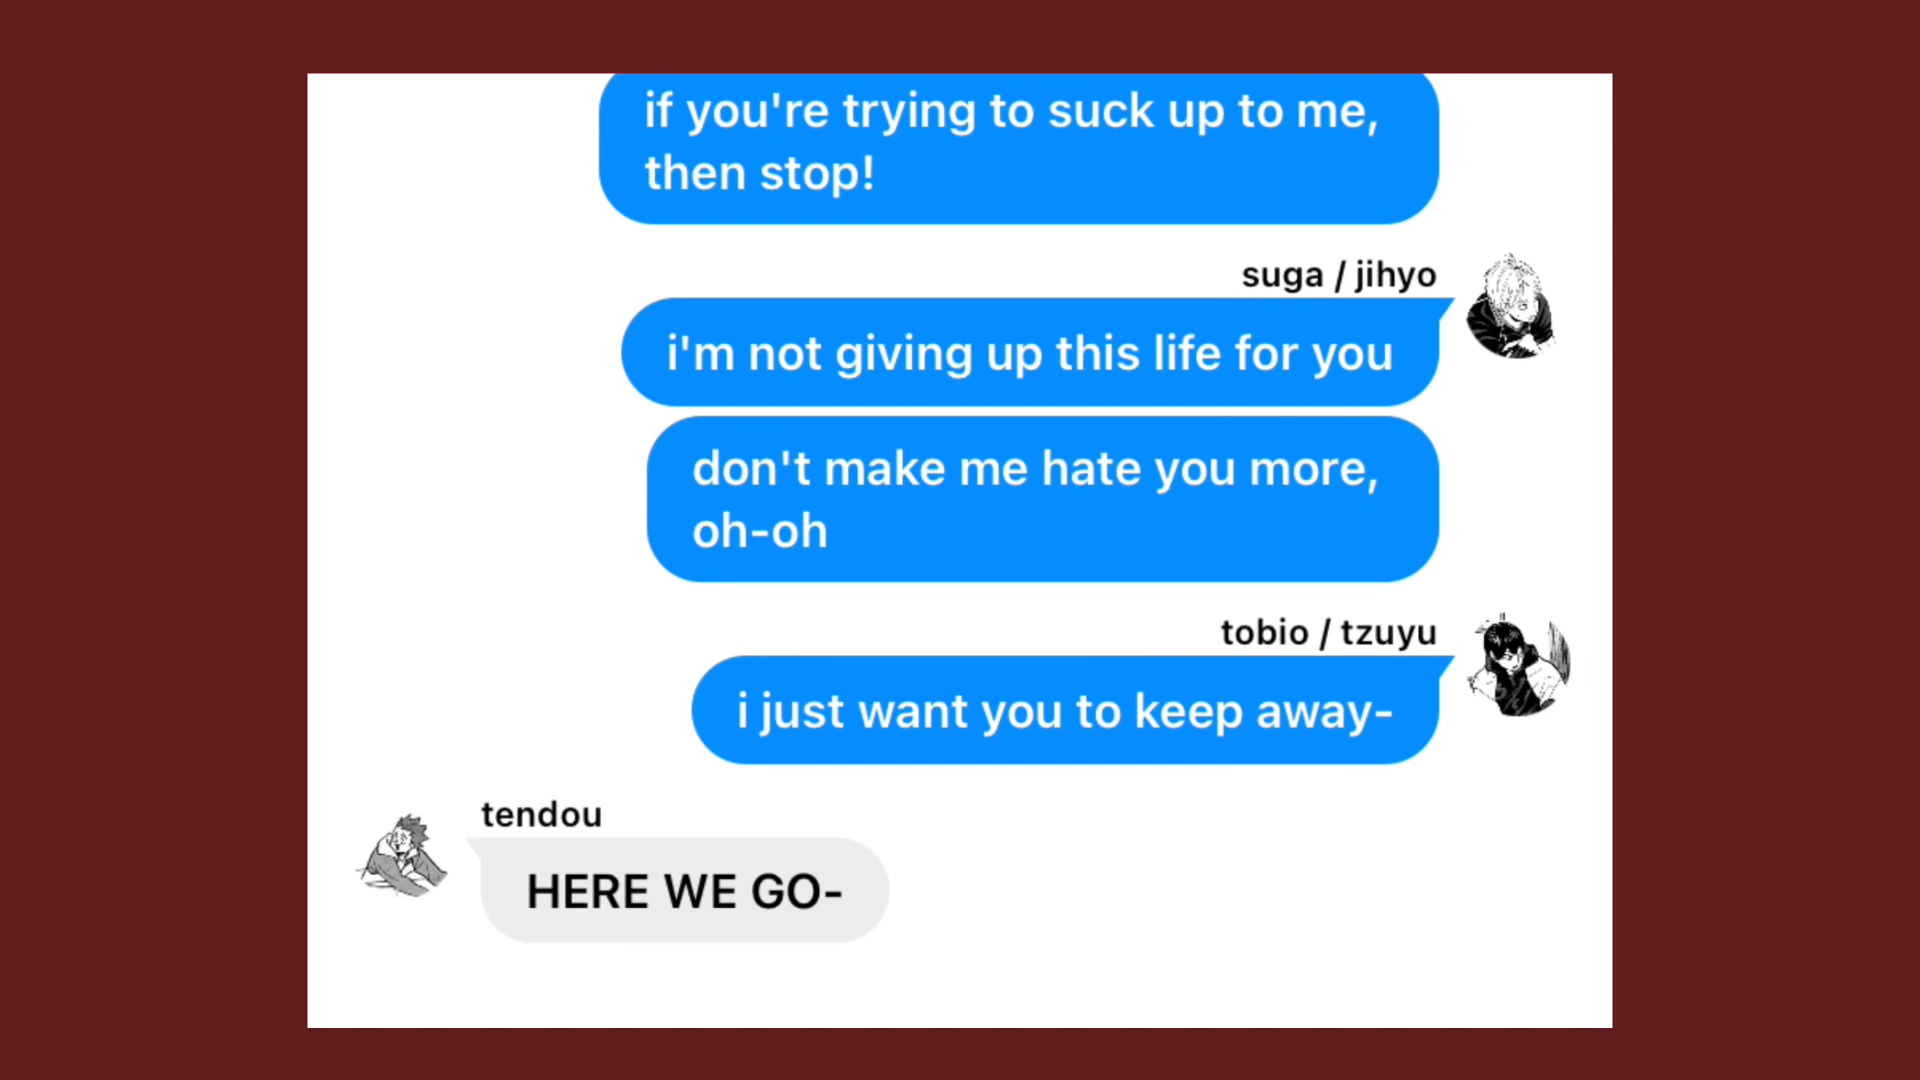 if you're trying to suck up to me,
then stop!
suga / jihyo
i'm not giving up this life for you
don't make me hate you more,
oh-oh
tobio / tzuyu
i just want you to keep away-
tendou
HERE WE GO-